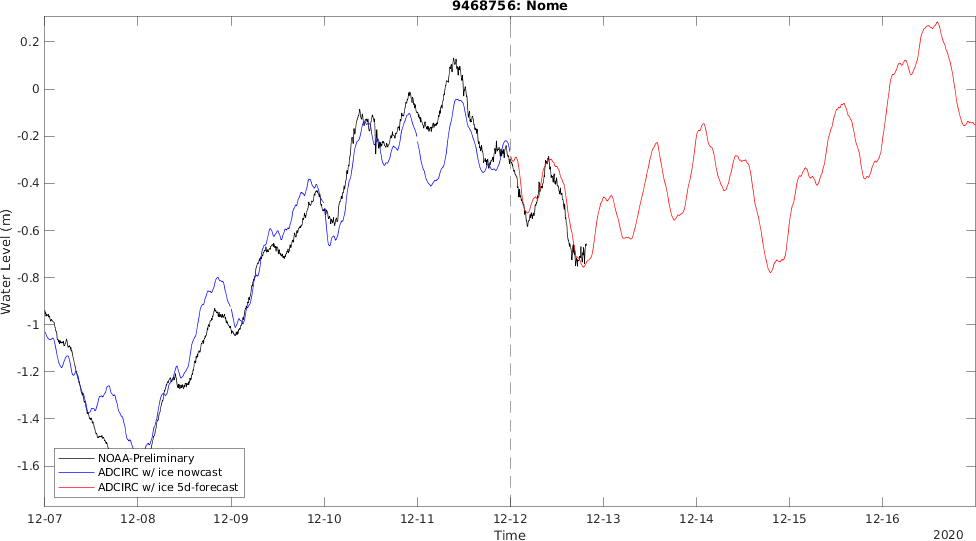 9468756: Nome
0.2
0
-0.2
-0.4
-0.6
-0.8
-1
-1.2
-1.4
-1.6
Water Level (m)
NOAA-Preliminary
ADCIRC w/ ice nowcast
ADCIRC w/ ice 5d-forecast
12-07 12-08 12-09 12-10 12-11 12-12 12-13 12-14 12-15 12-16
Time
2020